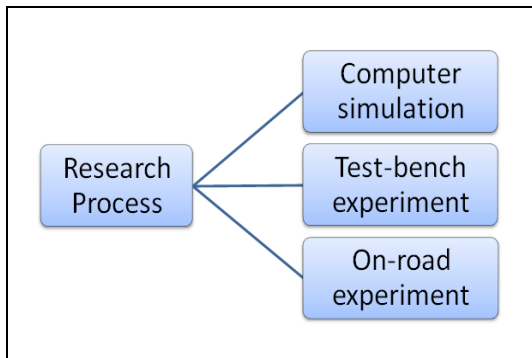 Research
Process
Computer
simulation
Test-bench
experiment
On-road
experiment